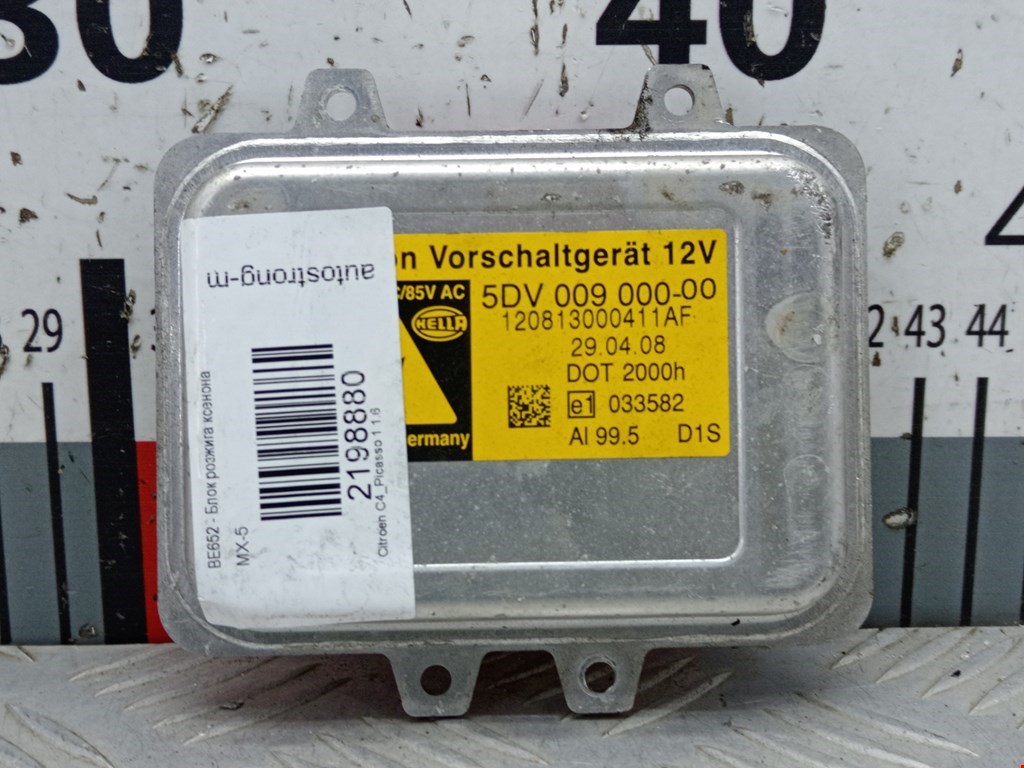 30
40
29
42
43
44
4
autostrong-m
2198880
Citroen C4_Picasso 1 1.6
BE652 - Блок розжига ксенона
MX-5
on Vorschaltgerät 12V
C/85V AC
HELLA
ermany
5DV 009 000-00
120813000411AF
29.04.08
DOT 2000h
e1 033582
Al 99.5 D1S